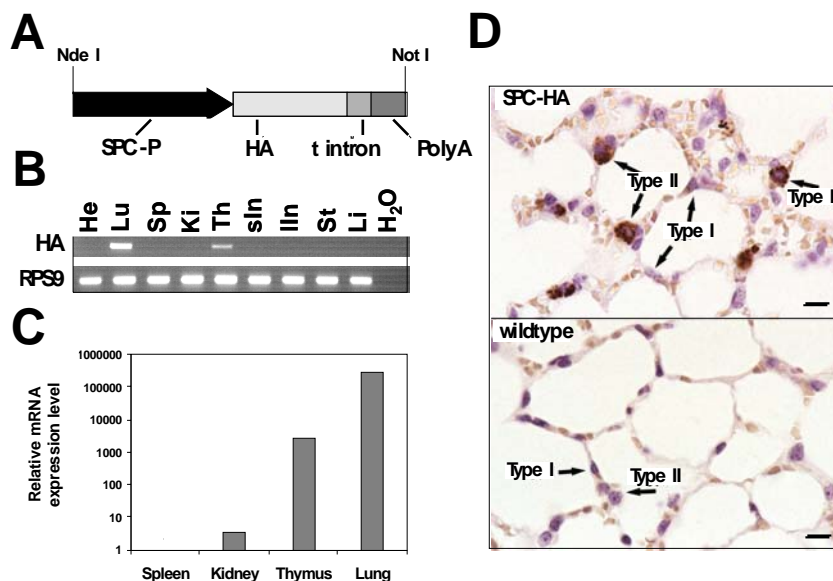 A
Nde I
Not I
SPC-P
HA
t intron
PolyA
B
He Lu Sp Ki Th sIn lIn St Li H2O
HA
RPS9
C
Relative mRNA
expression level
1000000
100000
10000
1000
100
10
1
Spleen Kidney Thymus Lung
D
SPC-HA
Type II
Type I
Type I
wildtype
Type I
Type II